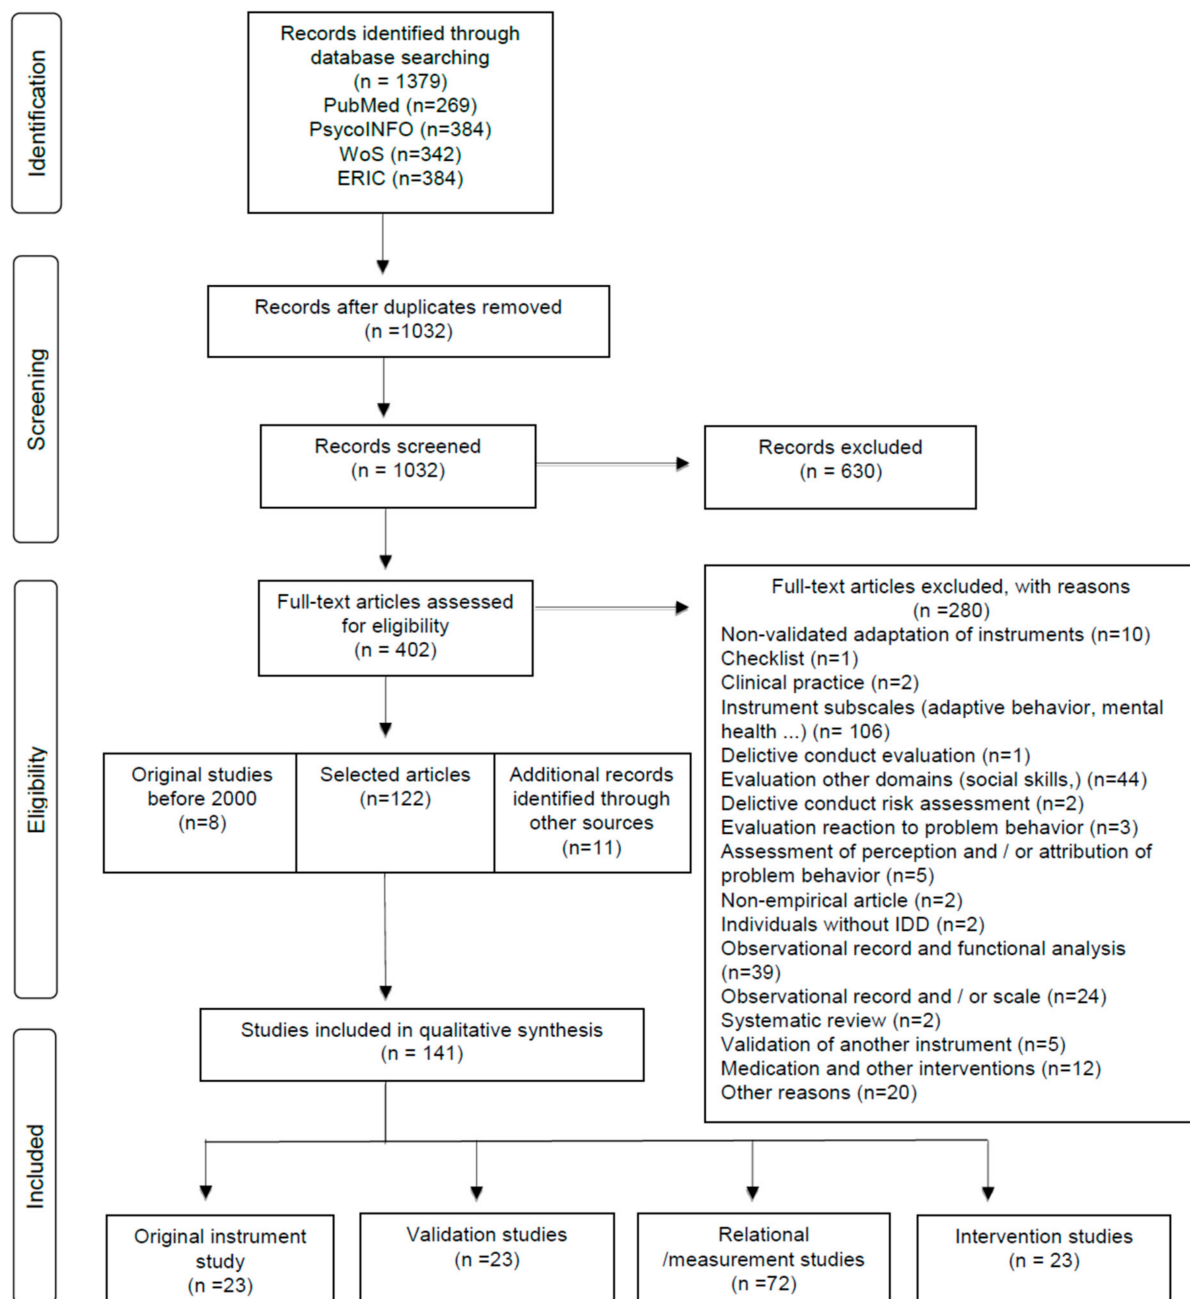 Identification
Records identified through
database searching
(n = 1379)
PubMed (n=269)
PsycoINFO (n=384)
WoS (n=342)
ERIC (n=384)
Screening
Records after duplicates removed
(n =1032)
Records screened
(n = 1032)
Records excluded
(n = 630)
Eligibility
Full-text articles assessed
for eligibility
(n = 402)
Full-text articles excluded, with reasons
(n =280)
Non-validated adaptation of instruments (n=10)
Checklist (n=1)
Clinical practice (n=2)
Instrument subscales (adaptive behavior, mental
health ...) (n= 106)
Delictive conduct evaluation (n=1)
Evaluation other domains (social skills,) (n=44)
Delictive conduct risk assessment (n=2)
Evaluation reaction to problem behavior (n=3)
Assessment of perception and / or attribution of
problem behavior (n=5)
Non-empirical article (n=2)
Individuals without IDD (n=2)
Observational record and functional analysis
(n=39)
Observational record and / or scale (n=24)
Systematic review (n=2)
Validation of another instrument (n=5)
Medication and other interventions (n=12)
Other reasons (n=20)
Original studies
before 2000
(n=8)
Selected articles
(n=122)
Additional records
identified through
other sources
(n=11)
Studies included in qualitative synthesis
(n = 141)
Included
Original instrument
study
(n =23)
Validation studies
(n =23)
Relational
/measurement studies
(n =72)
Intervention studies
(n = 23)